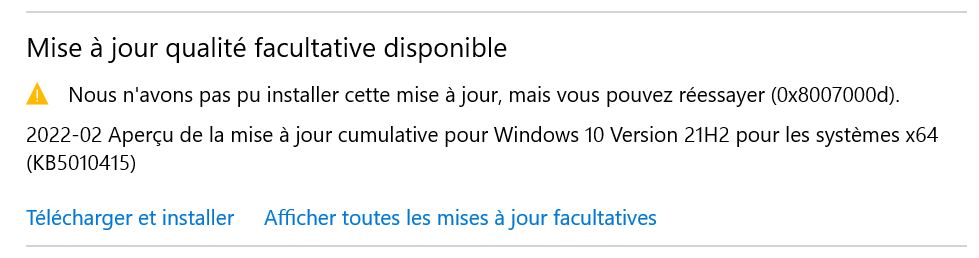 Mise à jour qualité facultative disponible
Nous n'avons pas pu installer cette mise à jour, mais vous pouvez réessayer (0x8007000d).
2022-02 Aperçu de la mise à jour cumulative pour Windows 10 Version 21H2 pour les systèmes x64
(KB5010415)
Télécharger et installer Afficher toutes les mises à jour facultatives